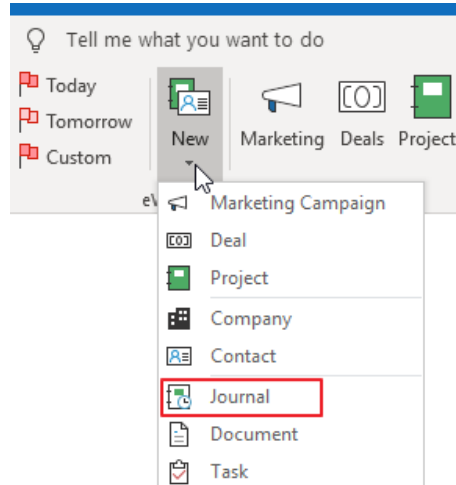 Tell me what you want to do
Today
Tomorrow
Custom
New
Marketing
Deals
Project
Marketing Campaign
Deal
Project
Company
Contact
Journal
Document
Task